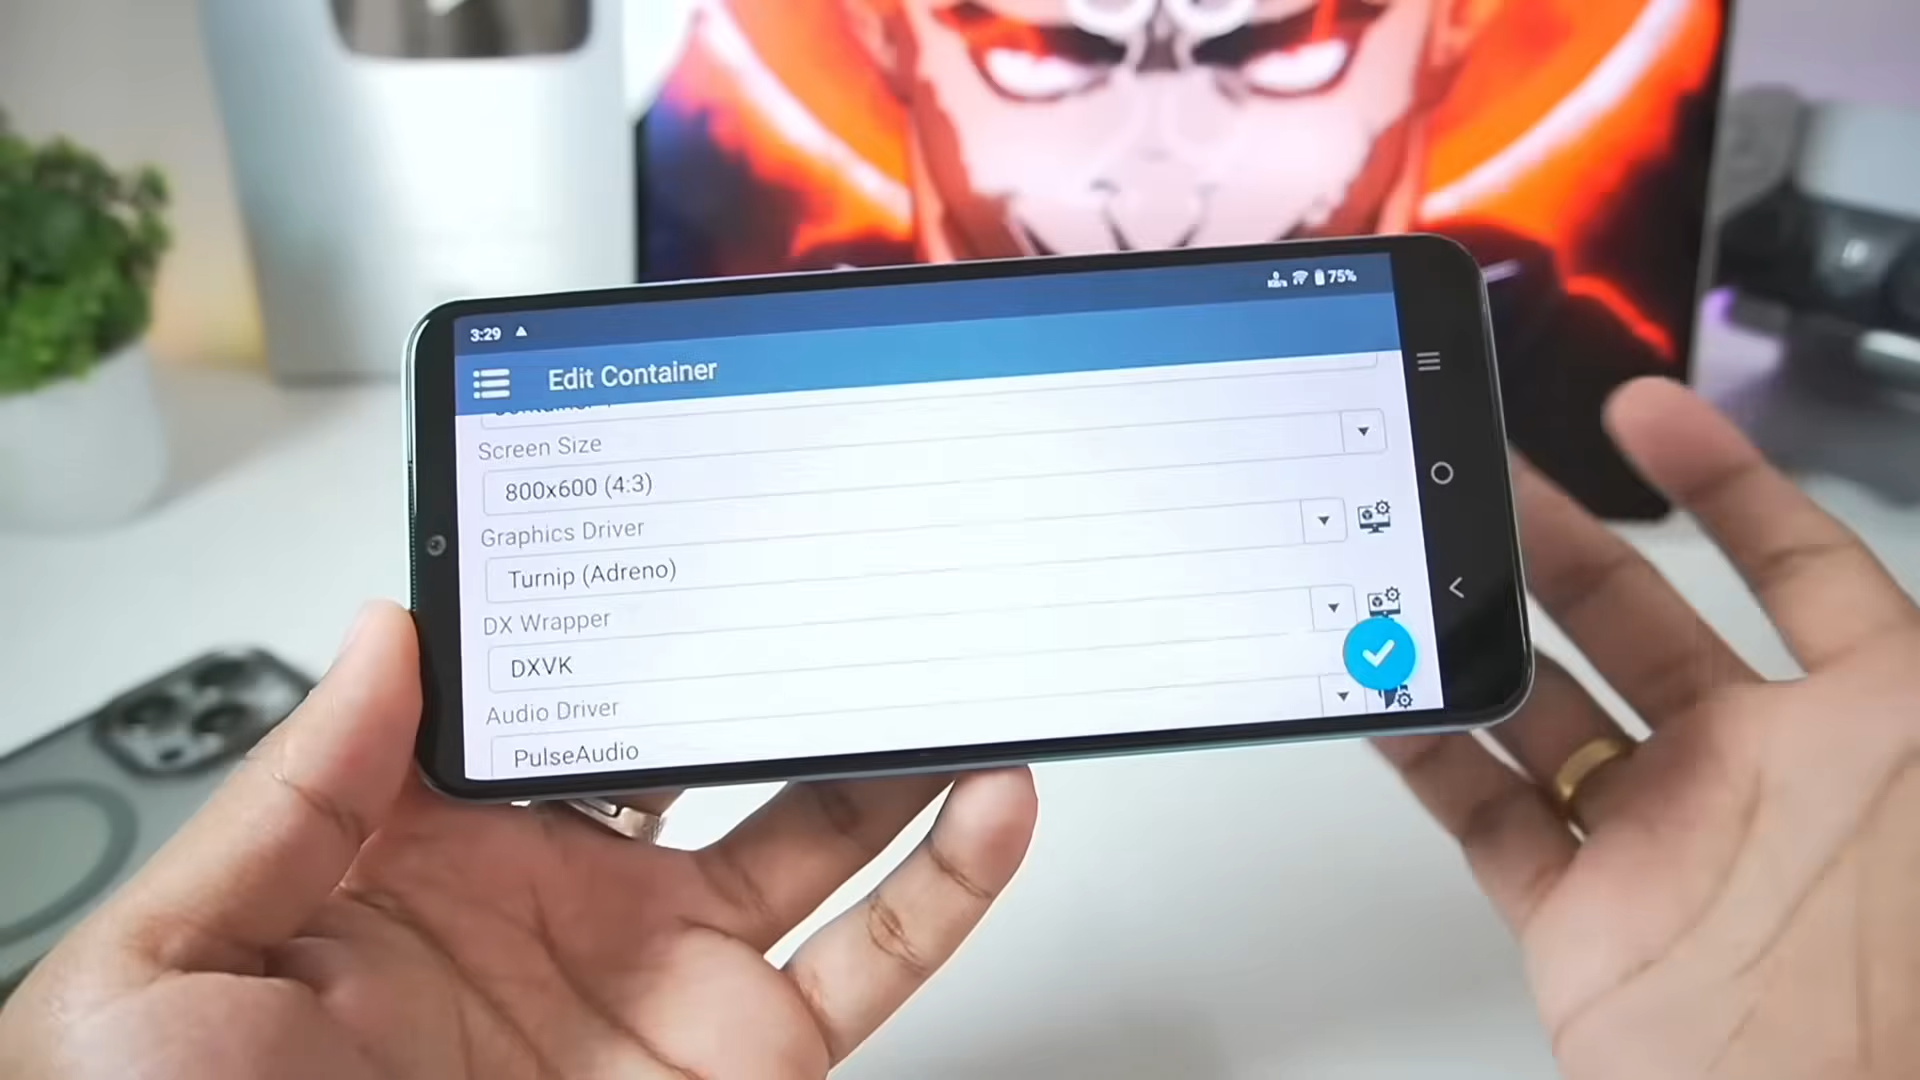 3:29
KB/s 75%
Edit Container
Screen Size
800x600 (4:3)
Graphics Driver
Turnip (Adreno)
DX Wrapper
DXVK
Audio Driver
PulseAudio